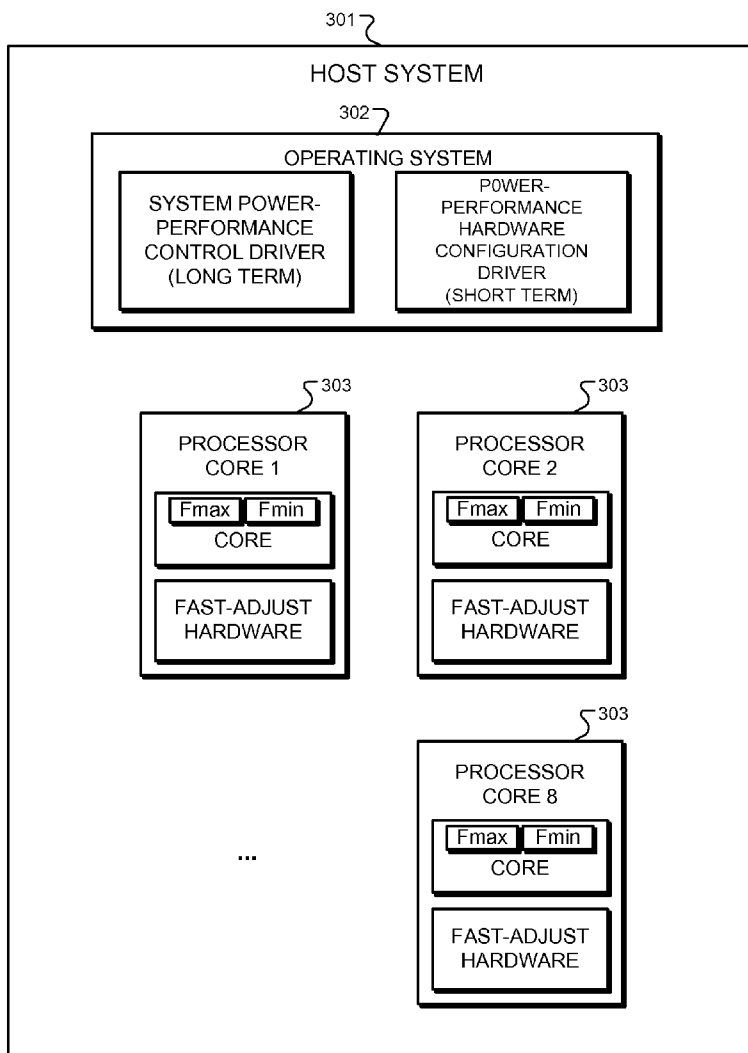 301
HOST SYSTEM
302
OPERATING SYSTEM
SYSTEM POWER-
PERFORMANCE
CONTROL DRIVER
(LONG TERM)
P0WER-
PERFORMANCE
HARDWARE
CONFIGURATION
DRIVER
(SHORT TERM)
303
PROCESSOR
CORE 1
Fmax Fmin
CORE
FAST-ADJUST
HARDWARE
303
PROCESSOR
CORE 2
Fmax Fmin
CORE
FAST-ADJUST
HARDWARE
...
303
PROCESSOR
CORE 8
Fmax Fmin
CORE
FAST-ADJUST
HARDWARE